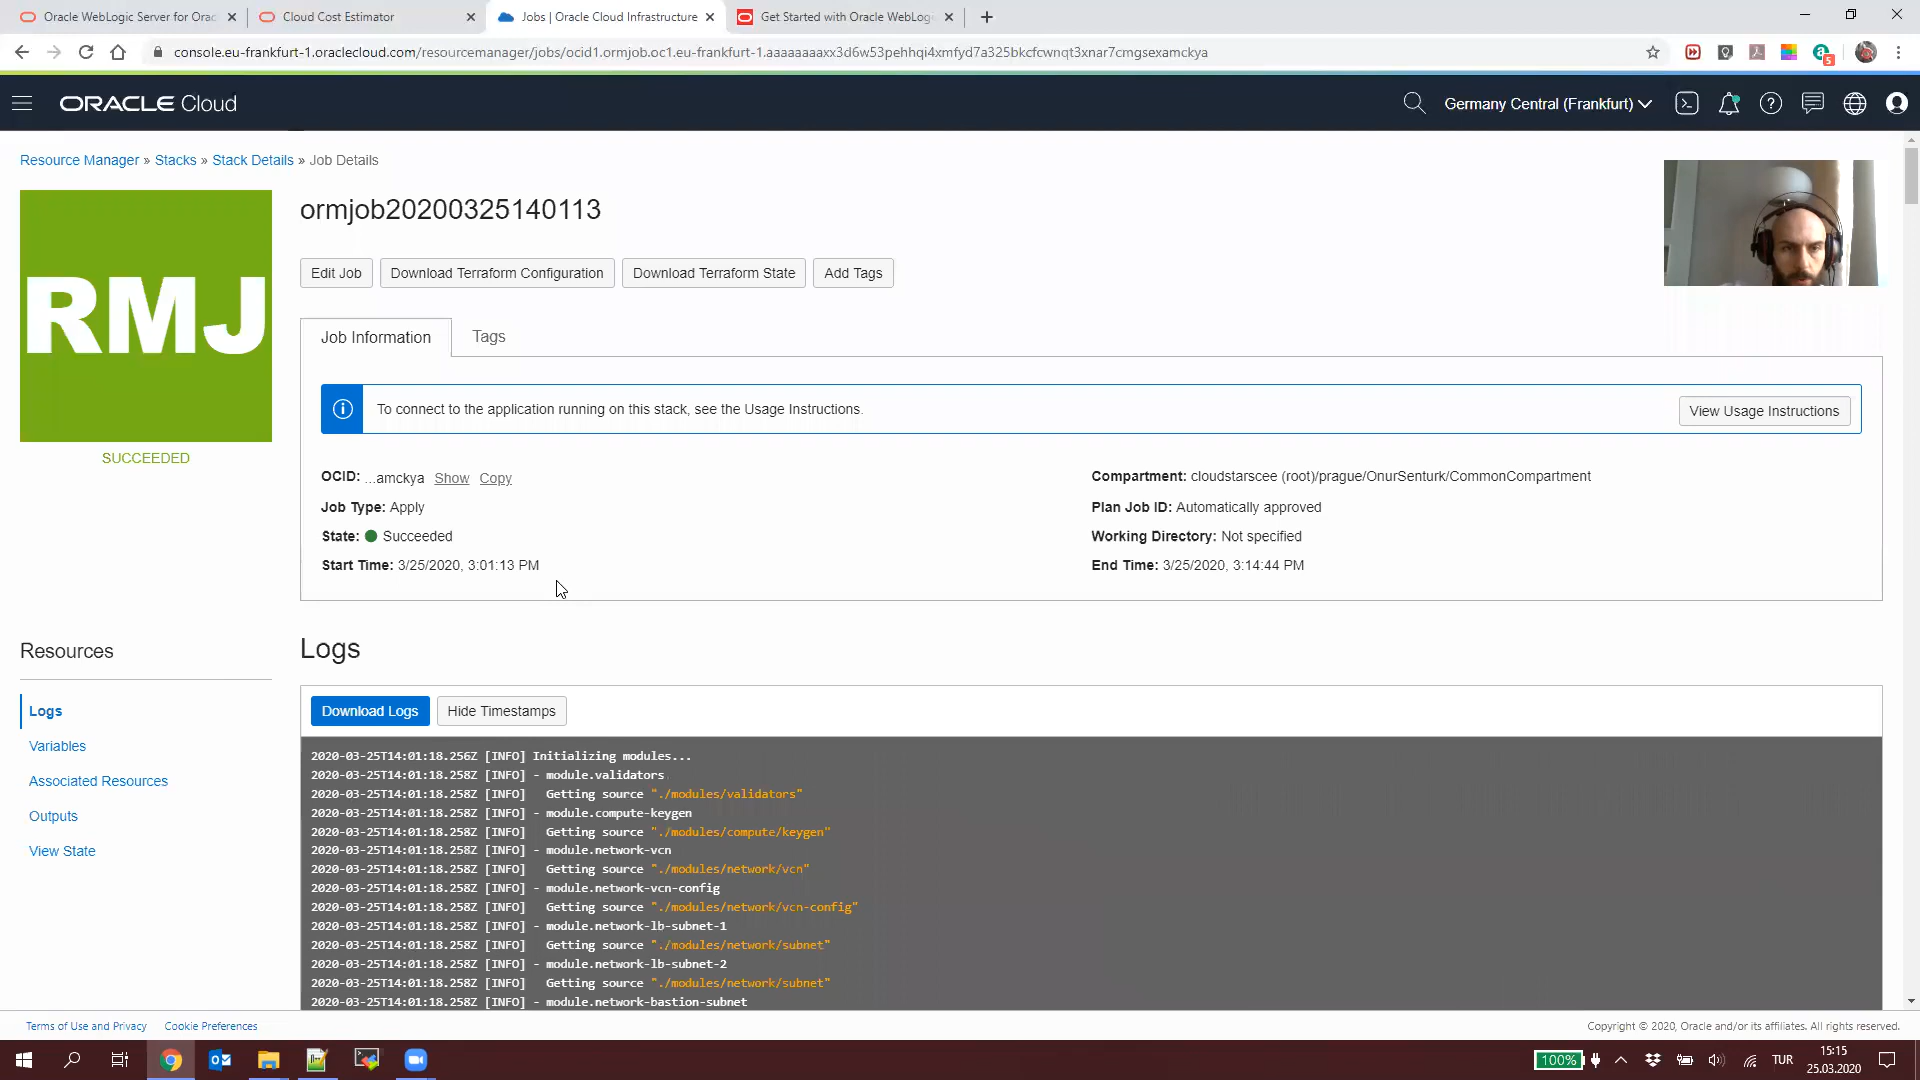 Oracle WebLogic Server for Orac
Cloud Cost Estimator
Jobs | Oracle Cloud Infrastructure
Get Started with Oracle WebLog
console.eu-frankfurt-1.oraclecloud.com/resourcemanager/jobs/ocid1.ormjob.oc1.eu-frankfurt-1.aaaaaaaaxx3d6w53pehhqi4xmfyd7a325bkcfcwnqt3xnar7cmgsexamckya
5
ORACLE Cloud
Germany Central (Frankfurt)
Resource Manager » Stacks » Stack Details » Job Details
RMJ
SUCCEEDED
ormjob20200325140113
Edit Job
Download Terraform Configuration
Download Terraform State
Add Tags
Job Information
Tags
To connect to the application running on this stack, see the Usage Instructions.
View Usage Instructions
OCID: ...amckya Show Copy
Job Type: Apply
State: Succeeded
Start Time: 3/25/2020, 3:01:13 PM
Compartment: cloudstarscee (root)/prague/OnurSenturk/CommonCompartment
Plan Job ID: Automatically approved
Working Directory: Not specified
End Time: 3/25/2020, 3:14:44 PM
Resources
Logs
Variables
Associated Resources
Outputs
View State
Logs
Download Logs
Hide Timestamps
2020-03-25T14:01:18.256Z [INFO] Initializing modules...
2020-03-25T14:01:18.258Z [INFO] - module.validators
2020-03-25T14:01:18.258Z [INFO] Getting source "./modules/validators"
2020-03-25T14:01:18.258Z [INFO] - module.compute-keygen
2020-03-25T14:01:18.258Z [INFO] Getting source "./modules/compute/keygen"
2020-03-25T14:01:18.258Z [INFO] - module.network-vcn
2020-03-25T14:01:18.258Z [INFO] Getting source "./modules/network/vcn"
2020-03-25T14:01:18.258Z [INFO] - module.network-vcn-config
2020-03-25T14:01:18.258Z [INFO] Getting source "./modules/network/vcn-config"
2020-03-25T14:01:18.258Z [INFO] - module.network-lb-subnet-1
2020-03-25T14:01:18.258Z [INFO] Getting source "./modules/network/subnet"
2020-03-25T14:01:18.258Z [INFO] - module.network-lb-subnet-2
2020-03-25T14:01:18.258Z [INFO] Getting source "./modules/network/subnet"
2020-03-25T14:01:18.258Z [INFO] - module.network-bastion-subnet
Terms of Use and Privacy
Cookie Preferences
Copyright © 2020, Oracle and/or its affiliates. All rights reserved.
100%
TUR
15:15
25.03.2020